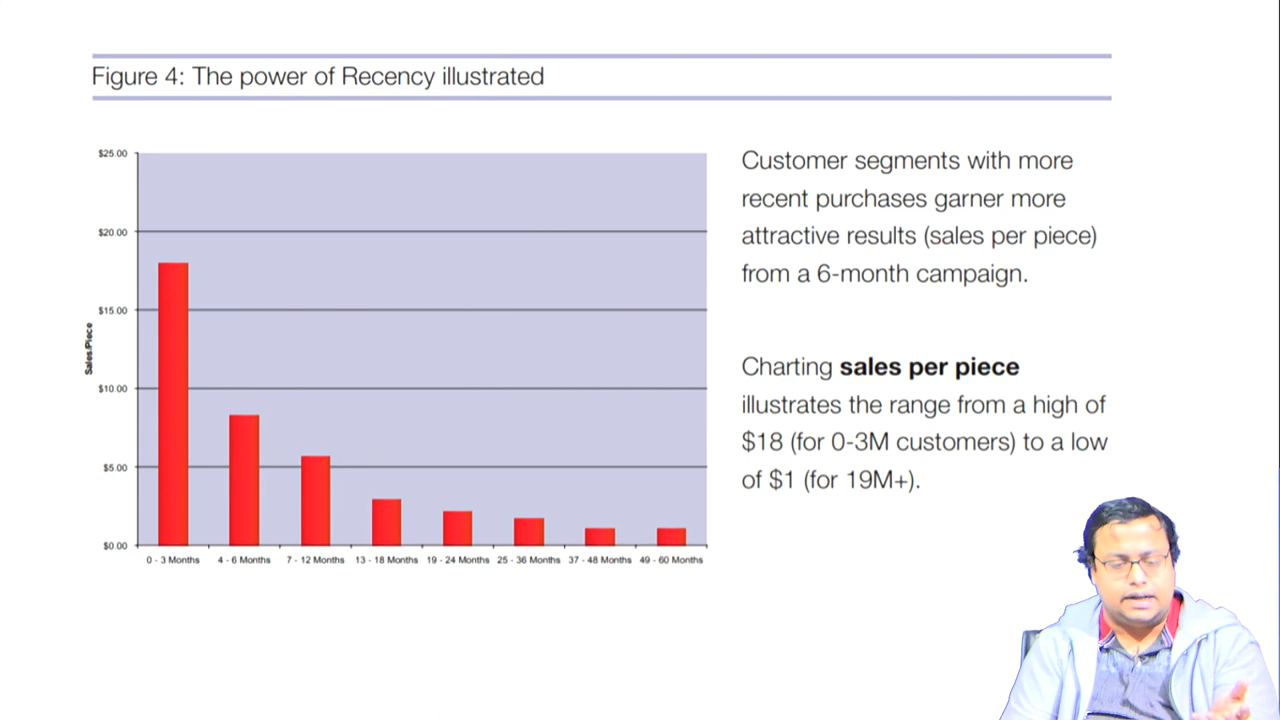 Figure 4: The power of Recency illustrated
$25.00
$20.00
$15.00
$10.00
$5.00
$0.00
Sales/Piece
0 - 3 Months
4 - 6 Months
7 - 12 Months
13 - 18 Months
19 - 24 Months
25 - 36 Months
37 - 48 Months
49 - 60 Months
Customer segments with more
recent purchases garner more
attractive results (sales per piece)
from a 6-month campaign.
Charting sales per piece
illustrates the range from a high of
$18 (for 0-3M customers) to a low
of $1 (for 19M+).